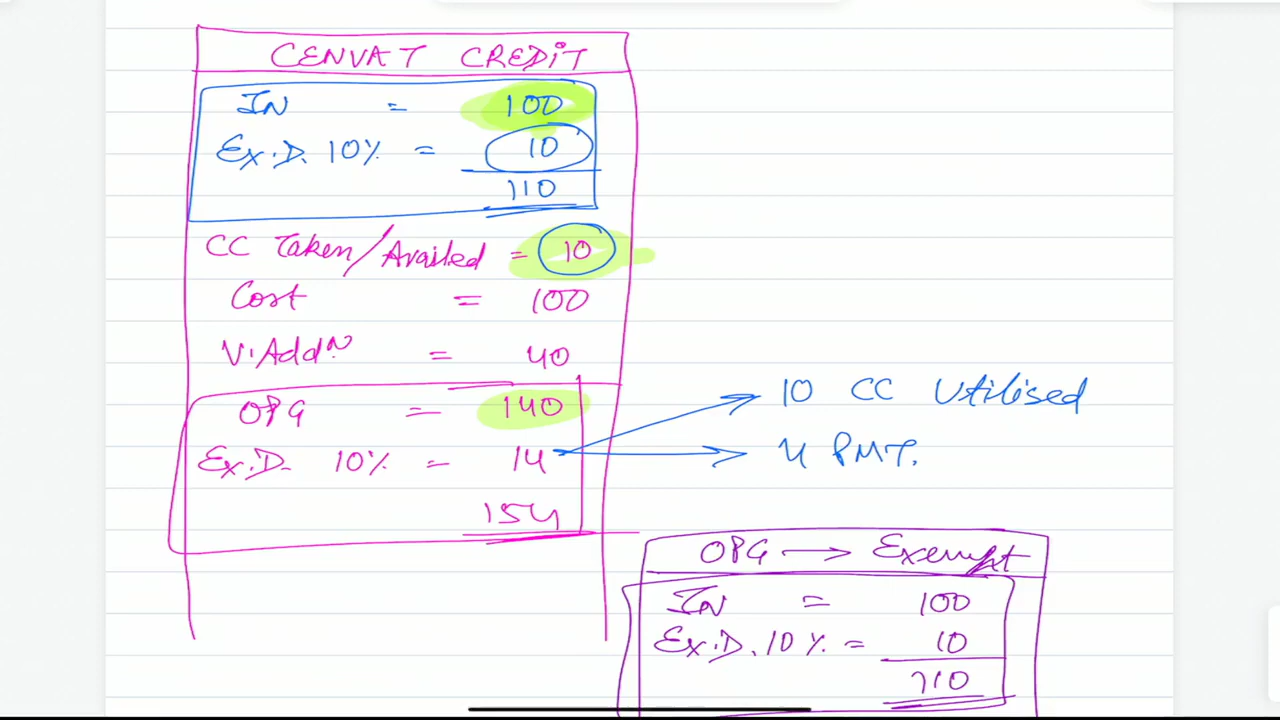 CENVAT CREDIT
IN = 100
Ex.D. 10% = 10
110
CC Taken/Availed = 10
Cost = 100
V.Addn = 40
OPG = 140
Ex.D. 10% = 14
154
10 CC Utilised
4 PMT.
OPG → Exempt
IN = 100
Ex.D. 10% = 10
110